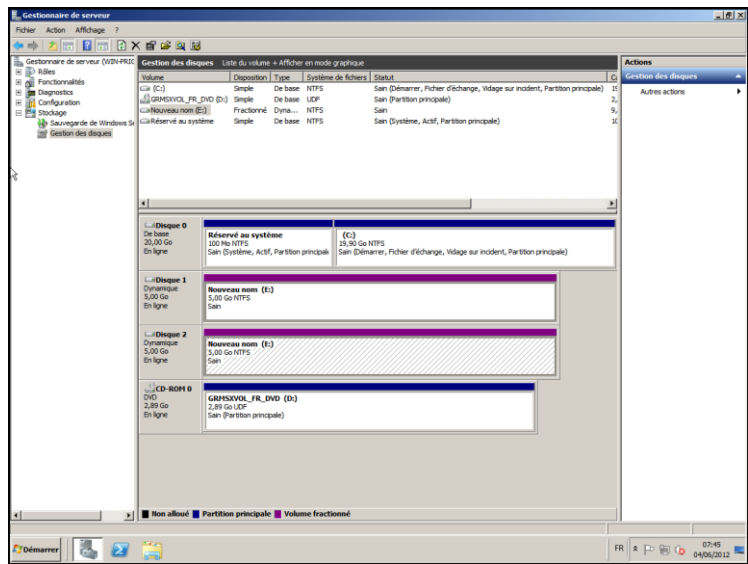 Gestionnaire de serveur
Fichier Action Affichage ?
Gestionnaire de serveur (WIN-PRIC
Rôles
Fonctionnalités
Diagnostics
Configuration
Stockage
Sauvegarde de Windows Se
Gestion des disques
Gestion des disques Liste du volume + Afficher en mode graphique
Volume Disposition Type Système de fichiers Statut
(C:) Simple De base NTFS Sain (Démarrer, Fichier d'échange, Vidage sur incident, Partition principale) 19
GRMSXVOL_FR_DVD (D:) Simple De base UDF Sain (Partition principale) 2,
Nouveau nom (E:) Fractionné Dyna... NTFS Sain 9,
Réservé au système Simple De base NTFS Sain (Système, Actif, Partition principale) 10
Disque 0
De base
20,00 Go
En ligne
Réservé au système
100 Mo NTFS
Sain (Système, Actif, Partition principale
(C:)
19,90 Go NTFS
Sain (Démarrer, Fichier d'échange, Vidage sur incident, Partition principale)
Disque 1
Dynamique
5,00 Go
En ligne
Nouveau nom (E:)
5,00 Go NTFS
Sain
Disque 2
Dynamique
5,00 Go
En ligne
Nouveau nom (E:)
5,00 Go NTFS
Sain
CD-ROM 0
DVD
2,89 Go
En ligne
GRMSXVOL_FR_DVD (D:)
2,89 Go UDF
Sain (Partition principale)
Non alloué Partition principale Volume fractionné
Actions
Gestion des disques
Autres actions
Démarrer
FR
07:45
04/06/2012